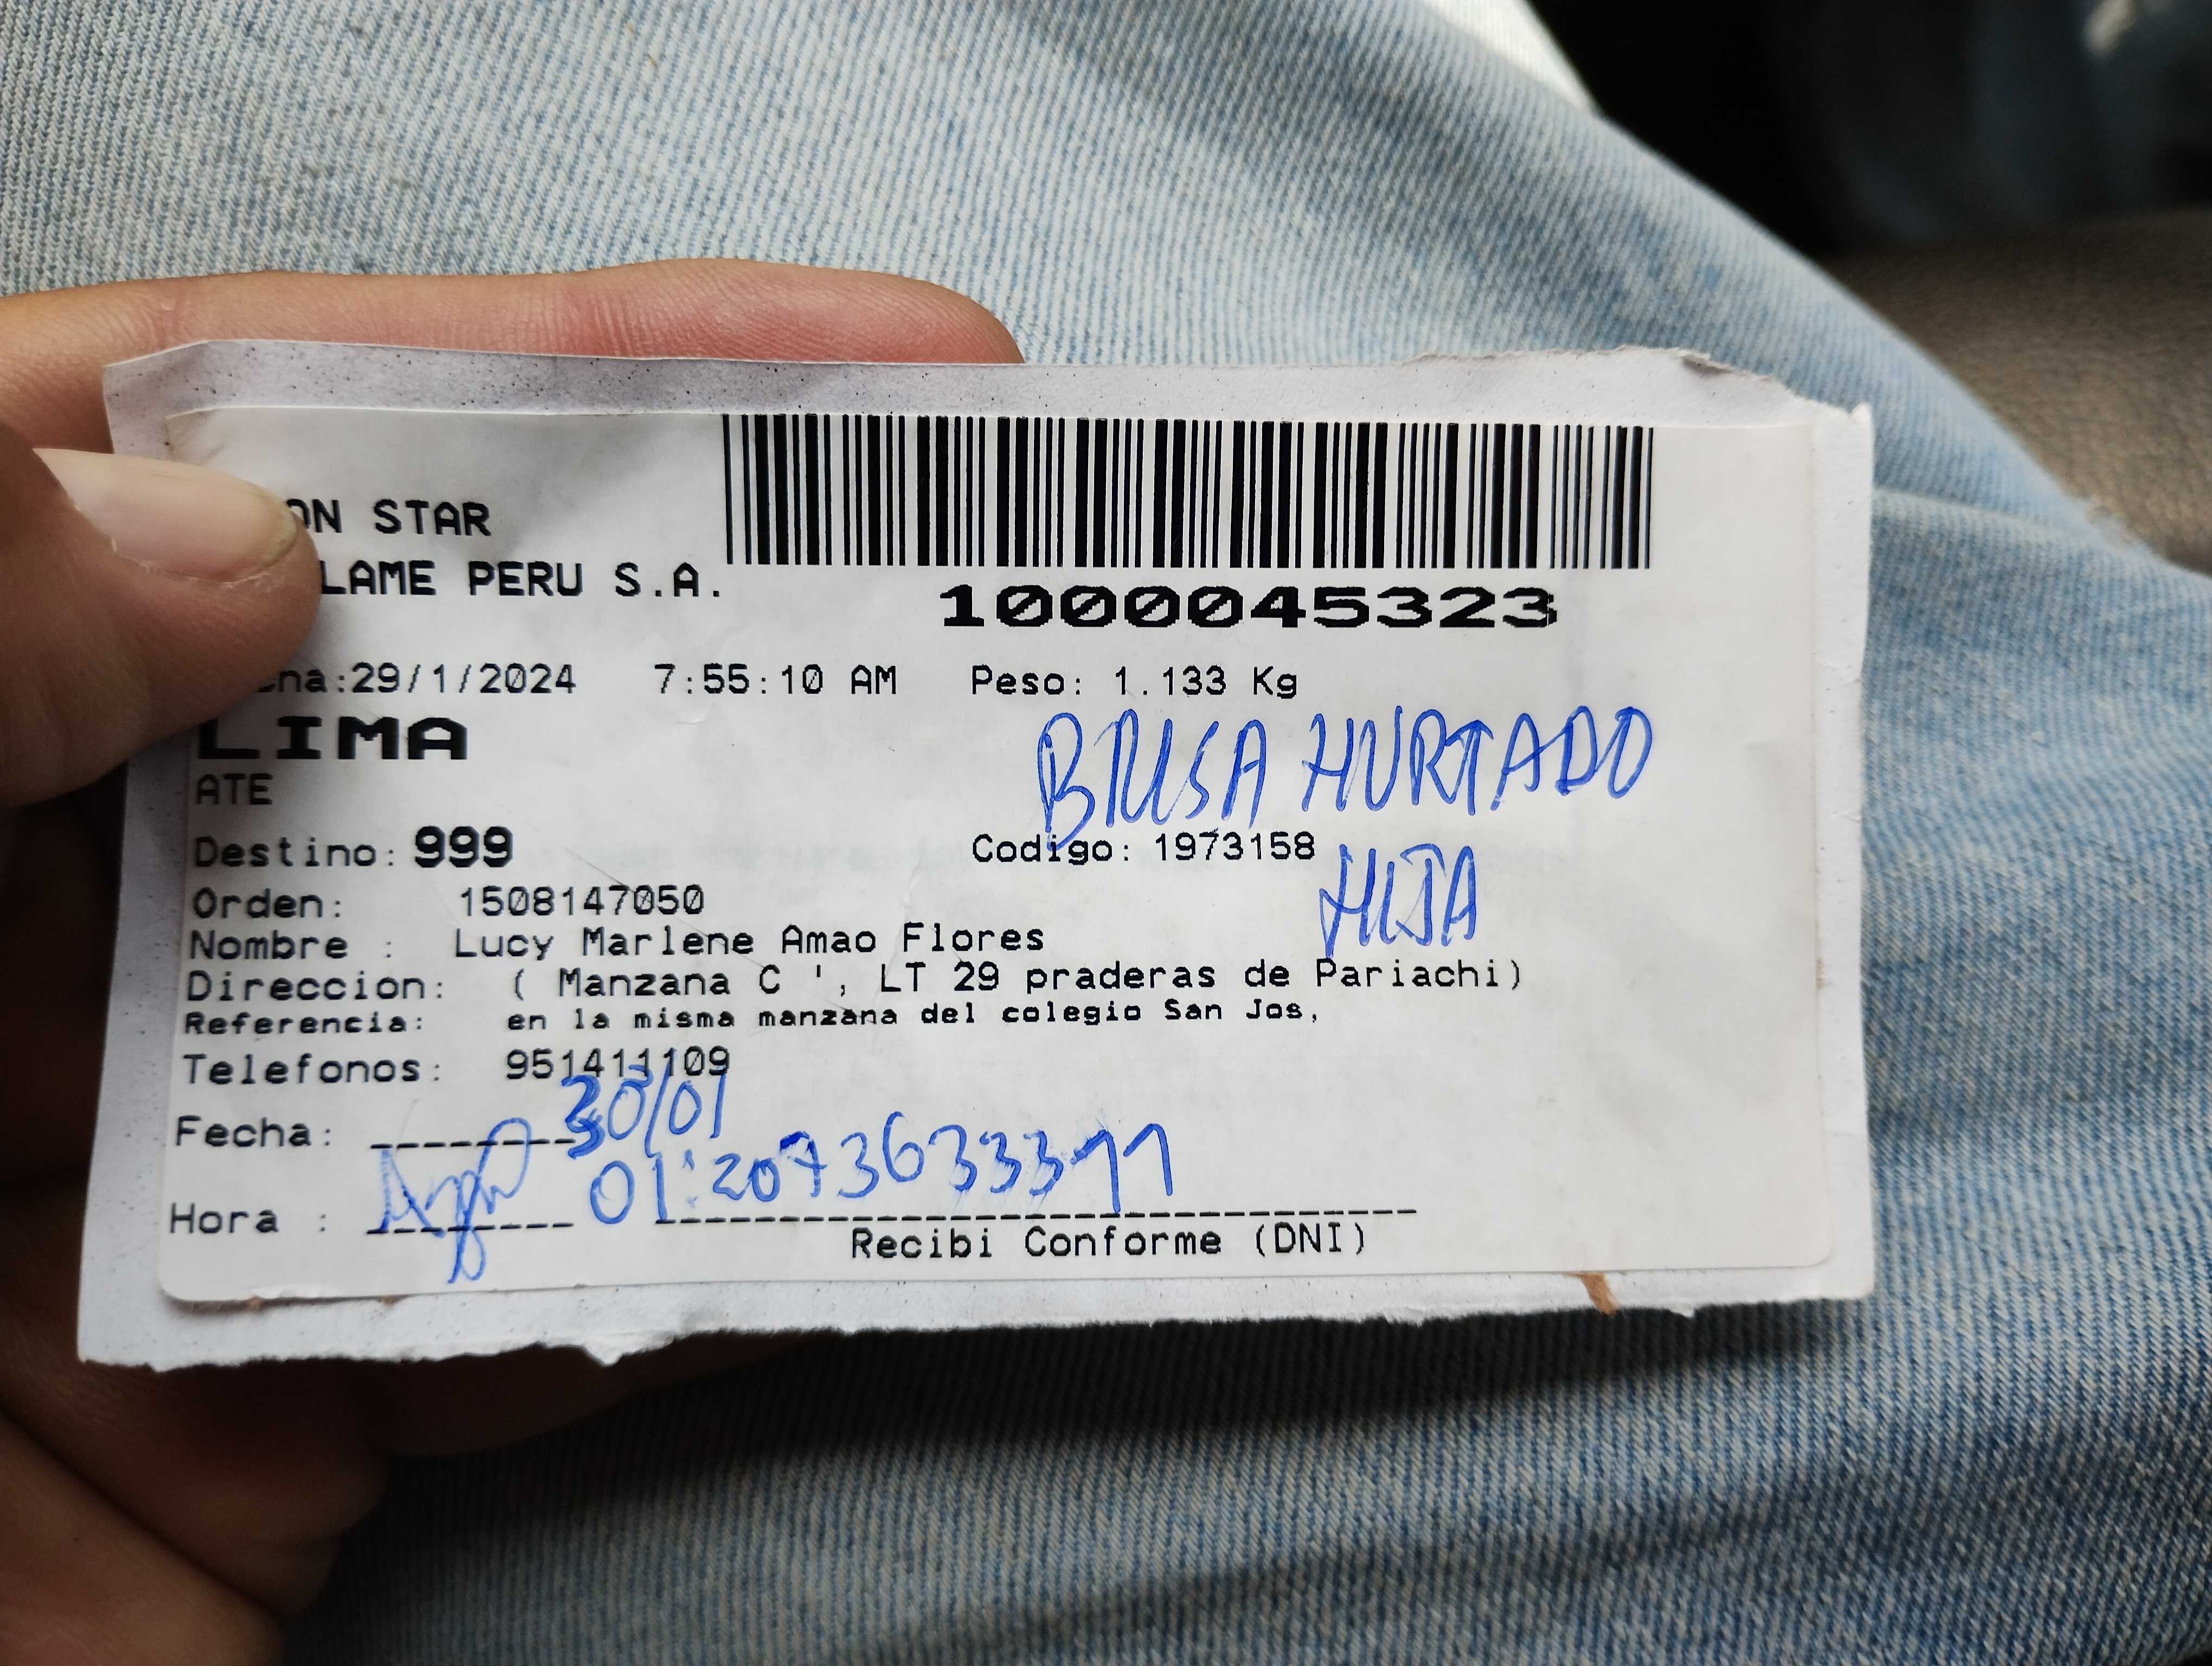 ON STAR
LAME PERU S.A.
1000045323
na:29/1/2024 7:55:10 AM Peso: 1.133 Kg
LIMA
BRISA HURTADO
ATE
Destino: 999 Codigo: 1973158
HIJA
Orden: 1508147050
Nombre : Lucy Marlene Amao Flores
Direccion: ( Manzana C ', LT 29 praderas de Pariachi)
Referencia: en la misma manzana del colegio San Jos,
Telefonos: 951411109
Fecha: 30/01
Hora : 01:20 73633311
Recibi Conforme (DNI)